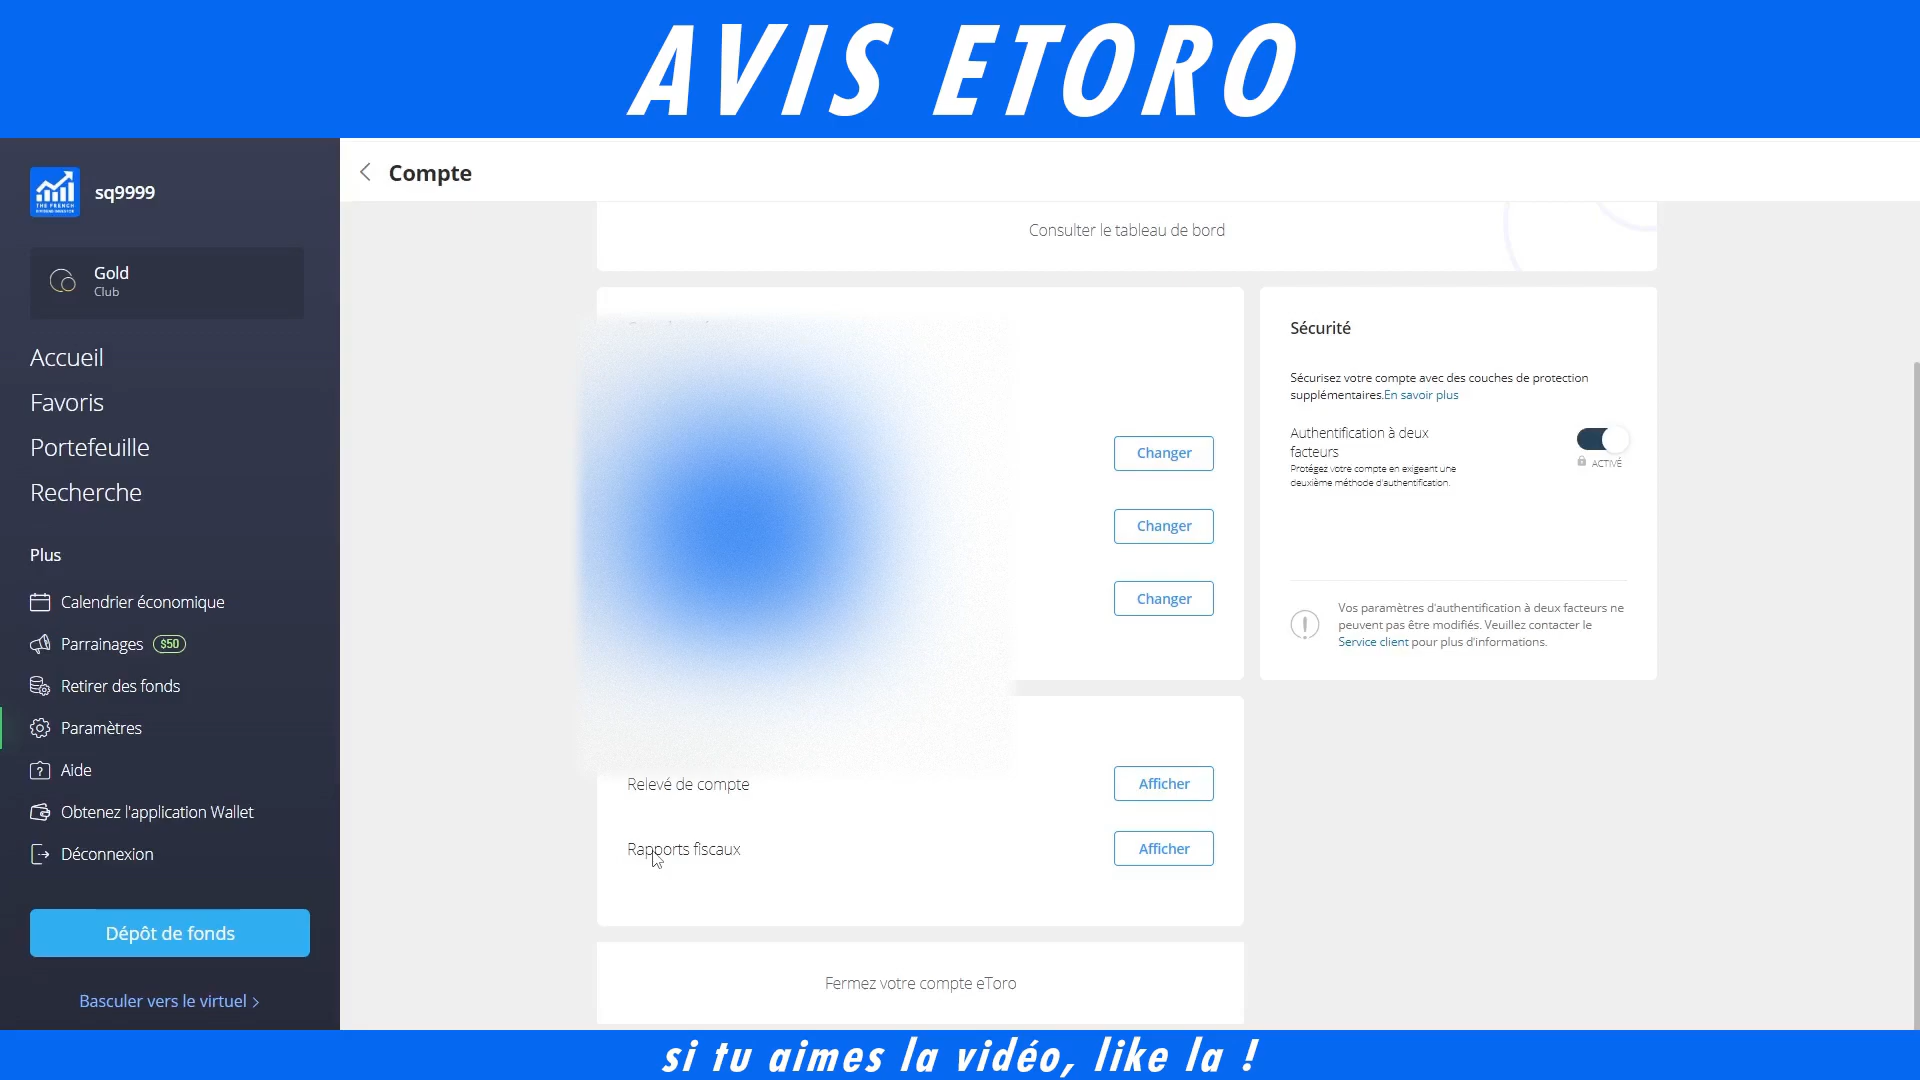 AVIS ETORO
sq9999
Gold
Club
Accueil
Favoris
Portefeuille
Recherche
Plus
Calendrier économique
Parrainages $50
Retirer des fonds
Paramètres
Aide
Obtenez l'application Wallet
Déconnexion
Dépôt de fonds
Basculer vers le virtuel >
Compte
Consulter le tableau de bord
Changer
Changer
Changer
Sécurité
Sécurisez votre compte avec des couches de protection
supplémentaires.En savoir plus
Authentification à deux
facteurs
Protégez votre compte en exigeant une
deuxième méthode d'authentification.
ACTIVÉ
Vos paramètres d'authentification à deux facteurs ne
peuvent pas être modifiés. Veuillez contacter le
Service client pour plus d'informations.
Relevé de compte
Afficher
Rapports fiscaux
Afficher
Fermez votre compte eToro
si tu aimes la vidéo, like la !